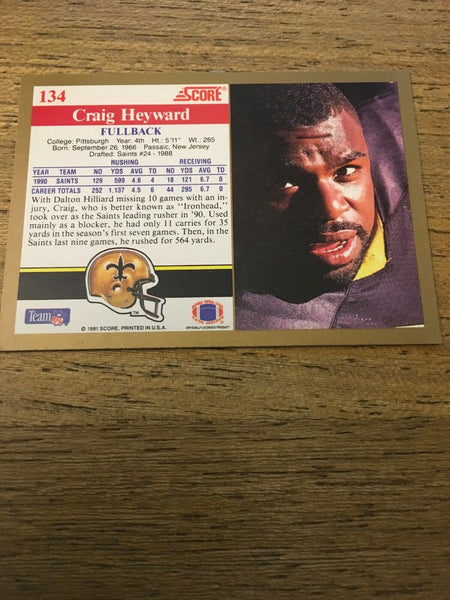 134
SCORE
Craig Heyward
FULLBACK
College: Pittsburgh Year: 4th Ht.: 5'11" Wt.: 265
Born: September 26, 1966 Passaic, New Jersey
Drafted: Saints #24 - 1988
RUSHING RECEIVING
YEAR TEAM NO YDS AVG TD NO YDS AVG TD
1990 SAINTS 129 599 4.6 4 18 121 6.7 0
CAREER TOTALS 252 1,137 4.5 6 44 295 6.7 0
With Dalton Hilliard missing 10 games with an in-
jury, Craig, who is better known as "Ironhead,"
took over as the Saints leading rusher in '90. Used
mainly as a blocker, he had only 11 carries for 35
yards in the season's first seven games. Then, in the
Saints last nine games, he rushed for 564 yards.
TM
Team NFL
© 1991 SCORE, PRINTED IN U.S.A.
OFFICIALLY LICENSED PRODUCT